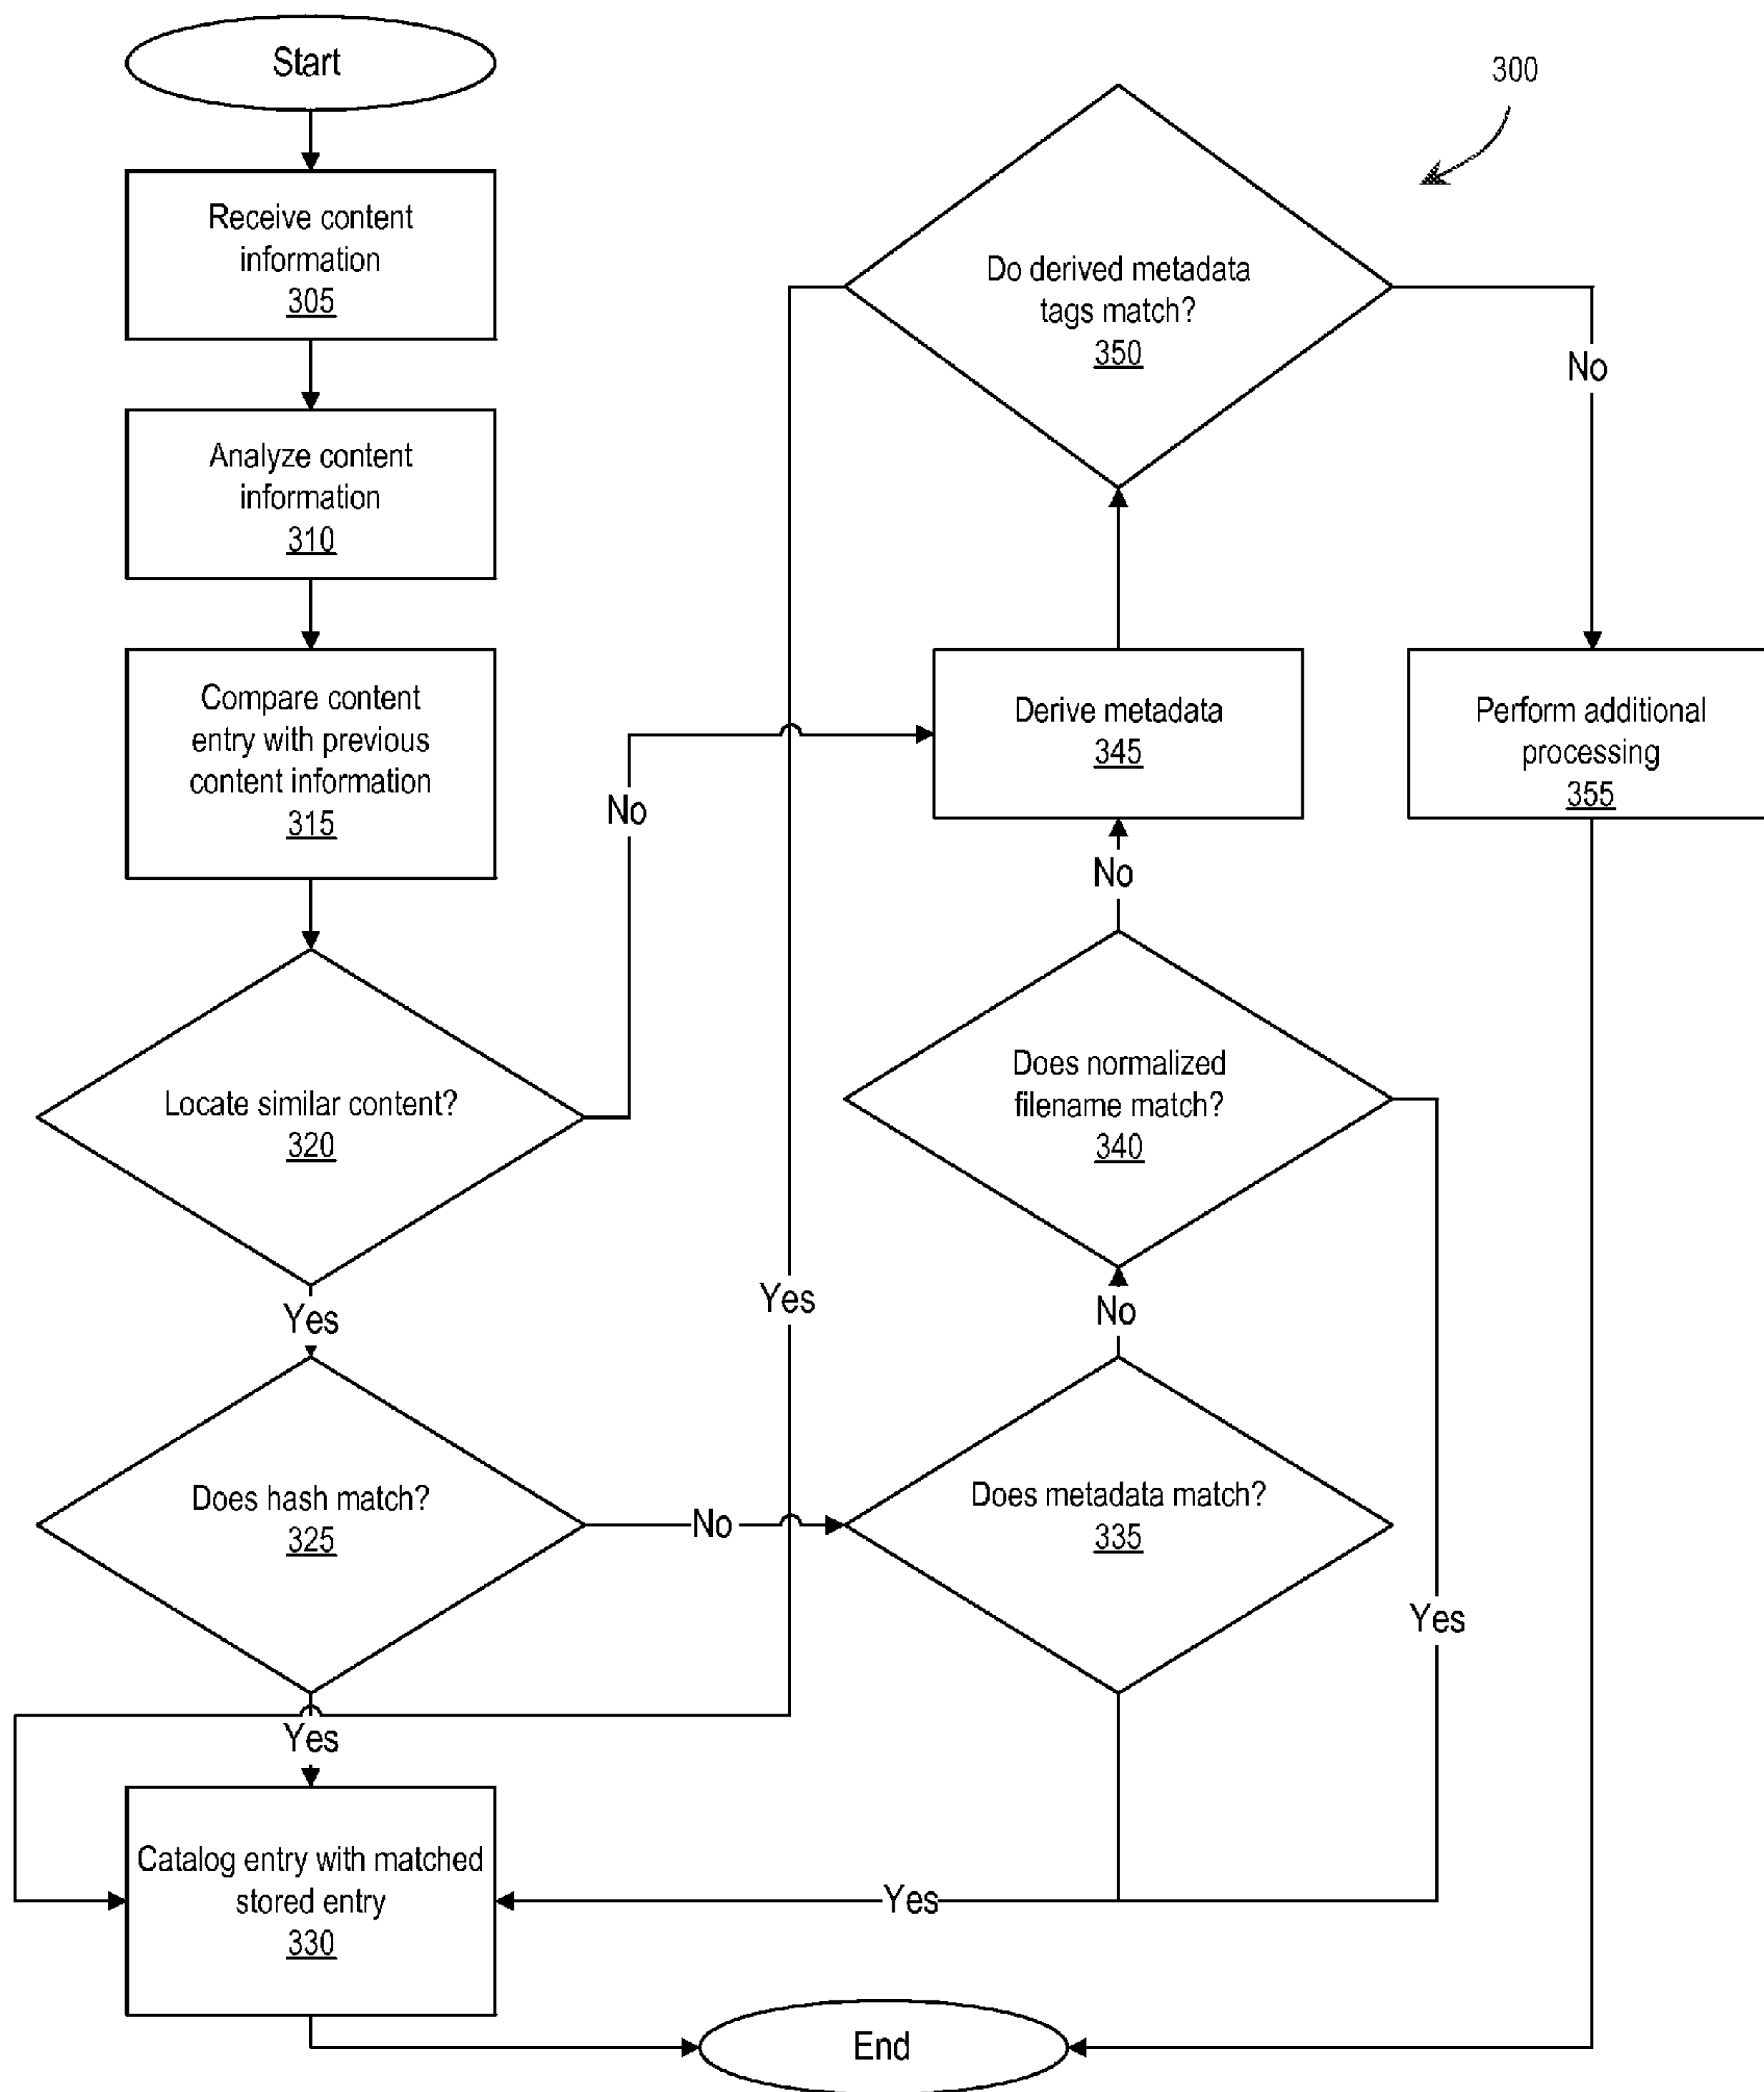 Start
300
Receive content
information
305
Analyze content
information
310
Compare content
entry with previous
content information
315
Locate similar content?
320
Yes
No
Does hash match?
325
Yes
No
Catalog entry with matched
stored entry
330
Does metadata match?
335
No
Yes
Does normalized
filename match?
340
No
Yes
Derive metadata
345
Do derived metadata
tags match?
350
Yes
No
Perform additional
processing
355
End